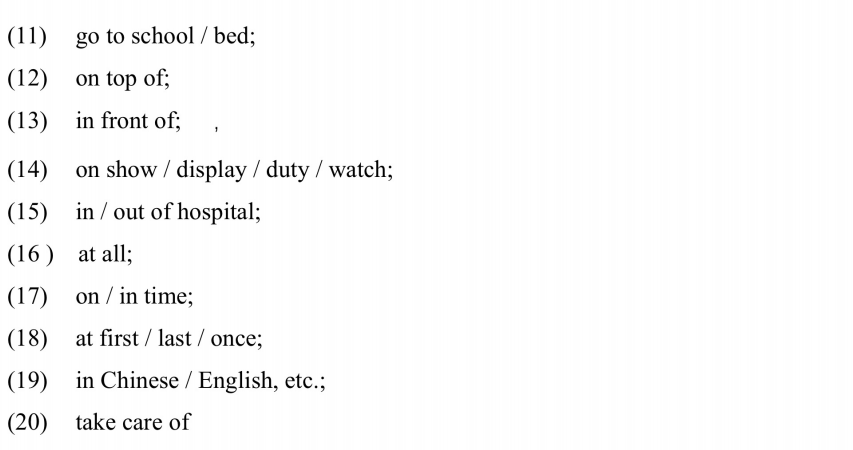 (11) go to school / bed;
(12) on top of;
(13) in front of; ,
(14) on show / display / duty / watch;
(15) in / out of hospital;
(16 ) at all;
(17) on / in time;
(18) at first / last / once;
(19) in Chinese / English, etc.;
(20) take care of